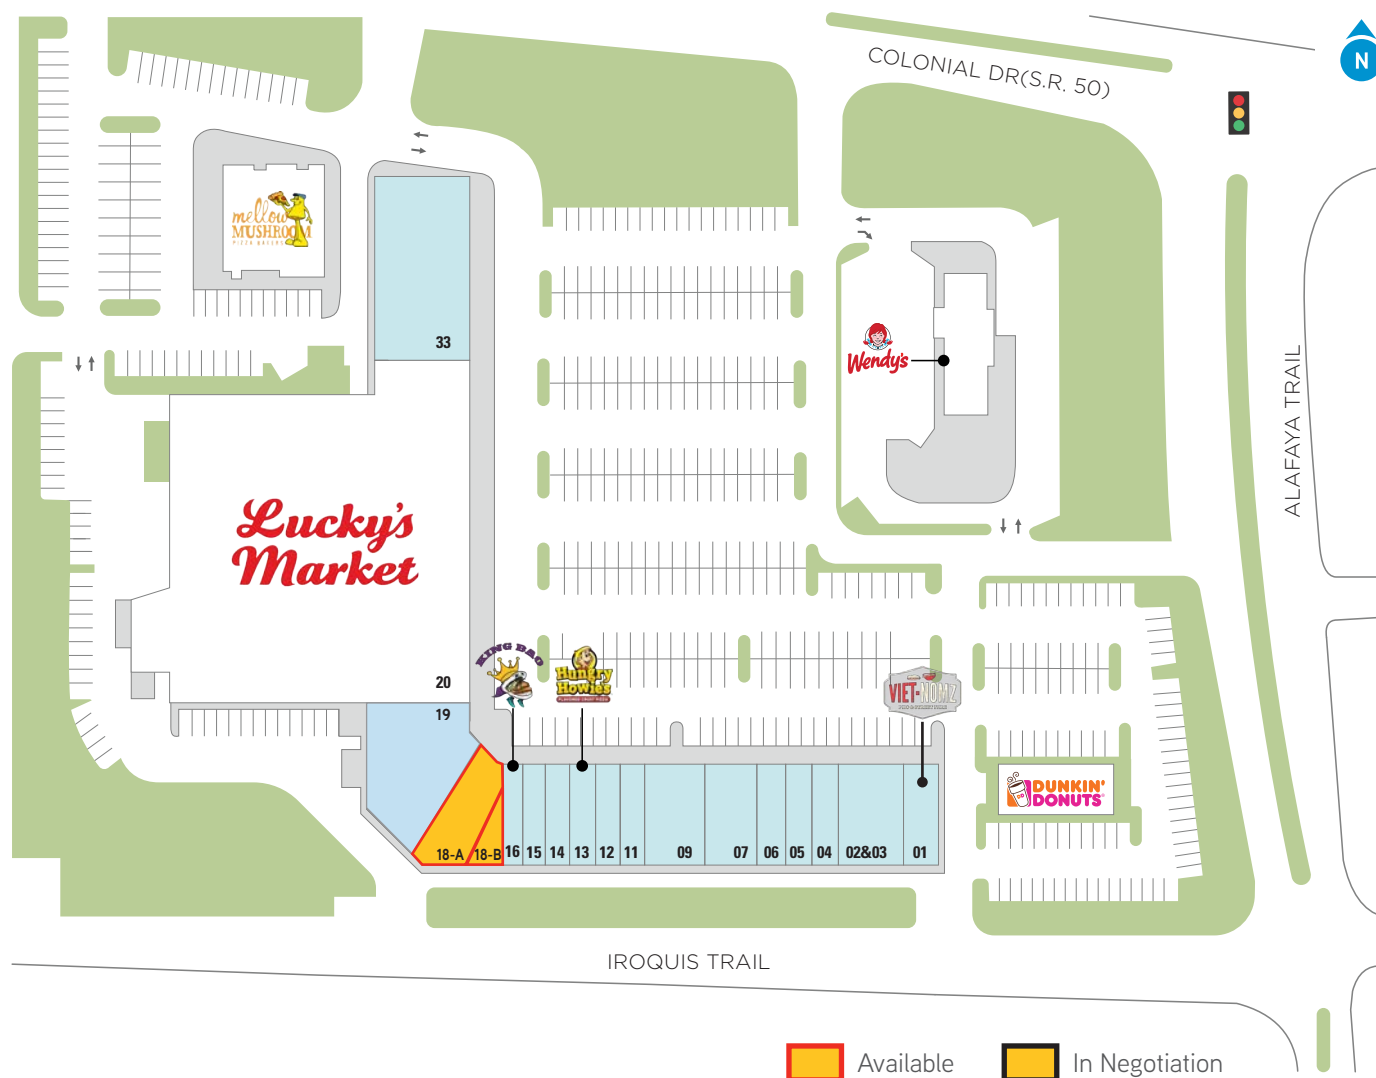 COLONIAL DR(S.R. 50)
N
mellow
MUSHROOM
PIZZA BAKERS
33
Wendy's
ALAFAYA TRAIL
Lucky's
Market
KING BAO
Hungry
Howie's
VIET-NOMZ
20
19
DUNKIN'
DONUTS
18-A
18-B
16
15
14
13
12
11
09
07
06
05
04
02&03
01
IROQUIS TRAIL
Available
In Negotiation